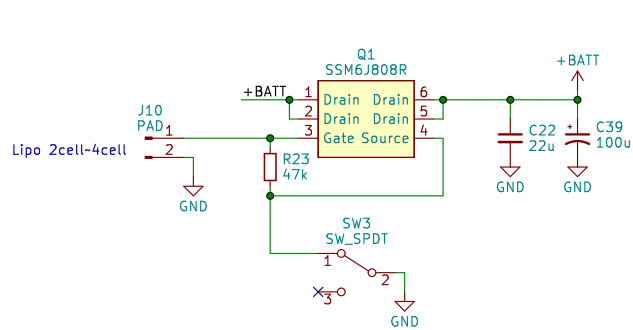 Q1
SSM6J808R
+BATT
+BATT
1 Drain Drain 6
2 Drain Drain 5
3 Gate Source 4
J10
PAD
1
2
Lipo 2cell~4cell
GND
R23
47k
C22
22u
GND
+
C39
100u
GND
SW3
SW_SPDT
1
2
3
GND